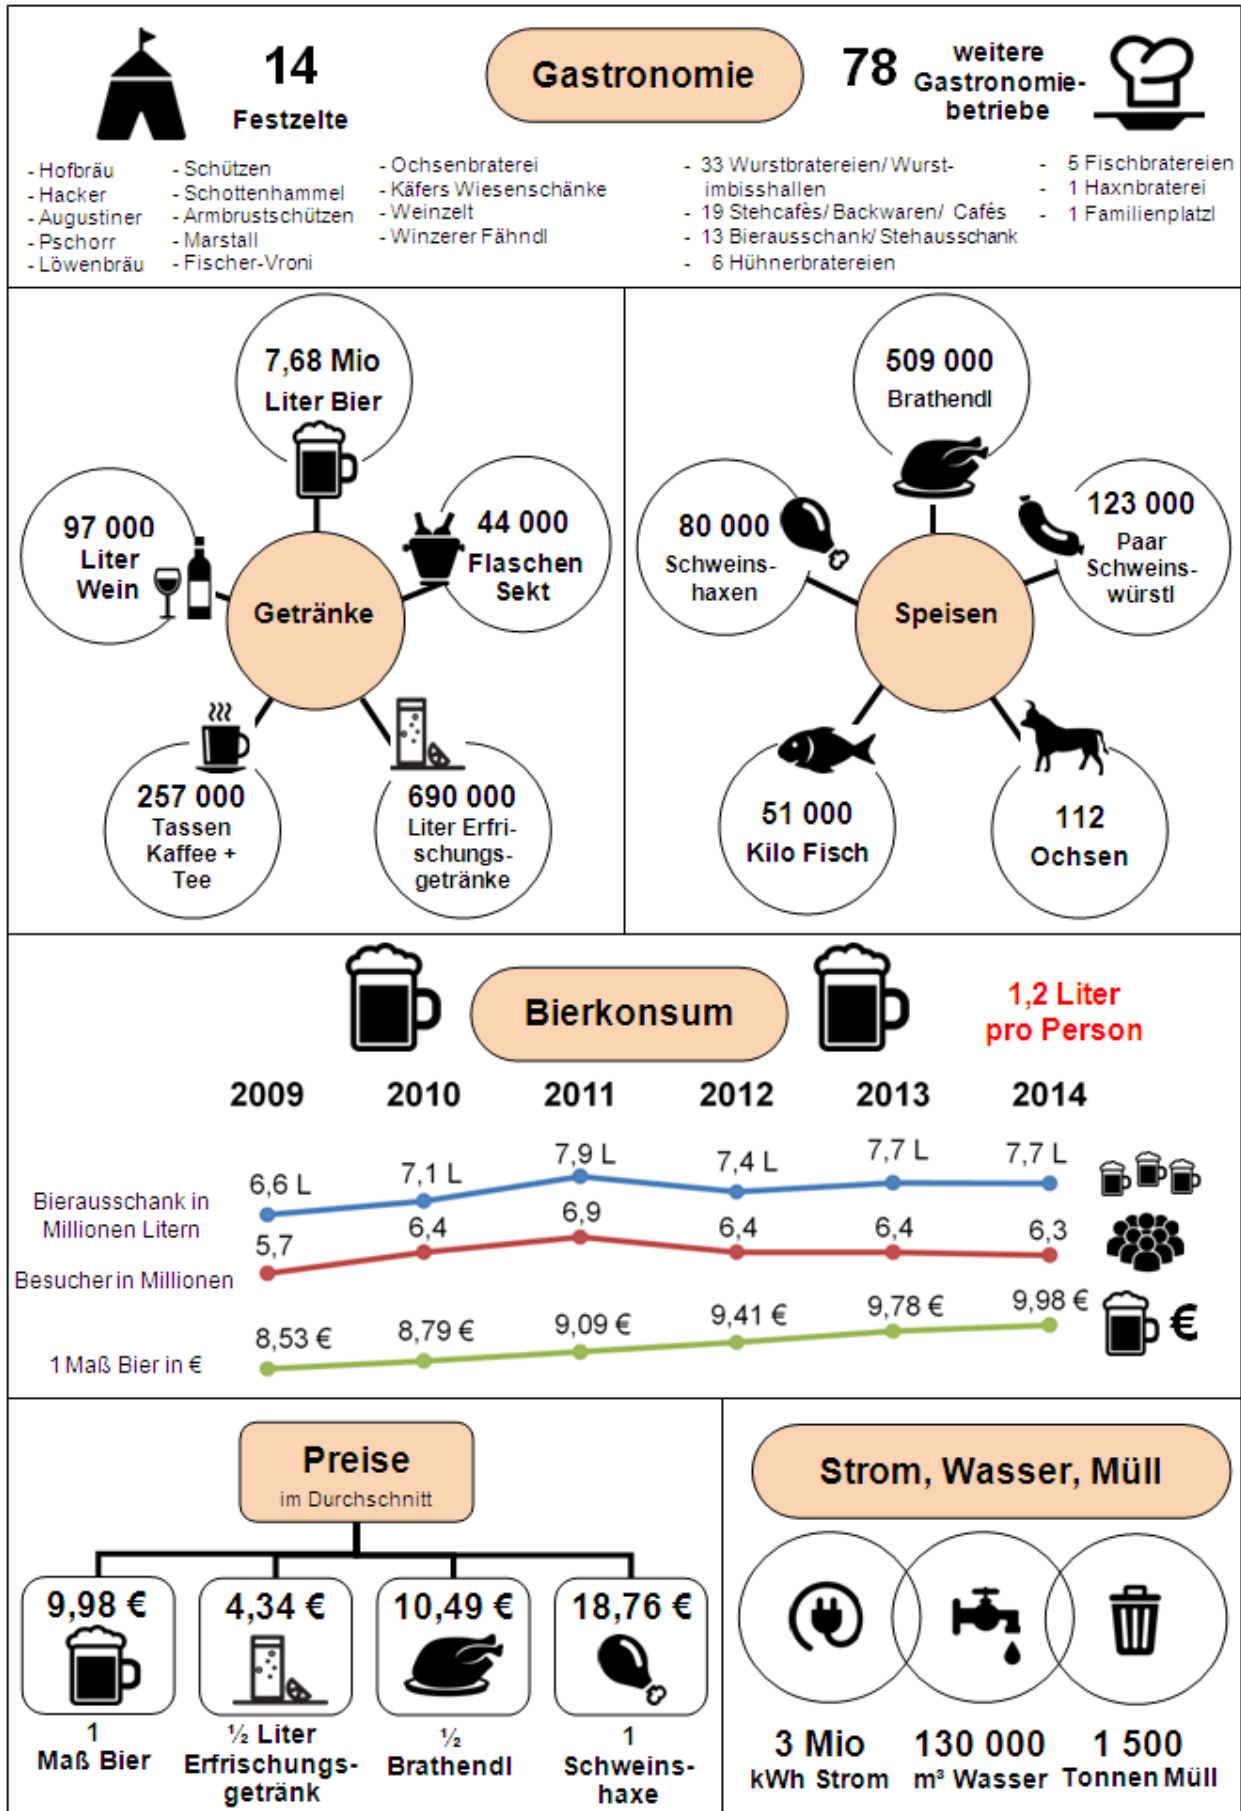 14
Festzelte
Gastronomie
78
weitere
Gastronomie-
betriebe
- Hofbräu
- Hacker
- Augustiner
- Pschorr
- Löwenbräu
- Schützen
- Schottenhammel
- Armbrustschützen
- Marstall
- Fischer-Vroni
- Ochsenbraterei
- Käfers Wiesenschänke
- Weinzelt
- Winzerer Fähndl
- 33 Wurstbratereien/ Wurst-
imbisshallen
- 19 Stehcafès/ Backwaren/ Cafés
- 13 Bierausschank/ Stehausschank
- 6 Hühnerbratereien
- 5 Fischbratereien
- 1 Haxnbraterei
- 1 Familienplatzl
7,68 Mio
Liter Bier
97 000
Liter
Wein
44 000
Flaschen
Sekt
Getränke
257 000
Tassen
Kaffee +
Tee
690 000
Liter Erfri-
schungs-
getränke
509 000
Brathendl
80 000
Schweins-
haxen
123 000
Paar
Schweins-
würstl
Speisen
51 000
Kilo Fisch
112
Ochsen
Bierkonsum
1,2 Liter
pro Person
2009 2010 2011 2012 2013 2014
Bierausschank in
Millionen Litern
6,6 L 7,1 L 7,9 L 7,4 L 7,7 L 7,7 L
Besucher in Millionen
5,7 6,4 6,9 6,4 6,4 6,3
1 Maß Bier in €
8,53 € 8,79 € 9,09 € 9,41 € 9,78 € 9,98 €
€
Preise
im Durchschnitt
9,98 €
1
Maß Bier
4,34 €
½ Liter
Erfrischungs-
getränk
10,49 €
½
Brathendl
18,76 €
1
Schweins-
haxe
Strom, Wasser, Müll
3 Mio
kWh Strom
130 000
m³ Wasser
1 500
Tonnen Müll